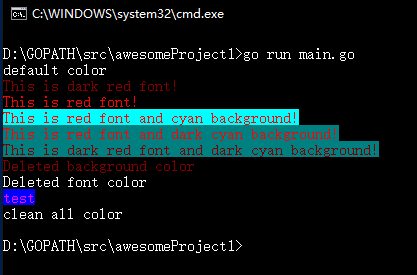 C:\WINDOWS\system32\cmd.exe
D:\GOPATH\src\awesomeProject1>go run main.go
default color
This is dark red font!
This is red font!
This is red font and cyan background!
This is red font and dark cyan background!
This is dark red font and dark cyan background!
Deleted background color
Deleted font color
test
clean all color
D:\GOPATH\src\awesomeProject1>